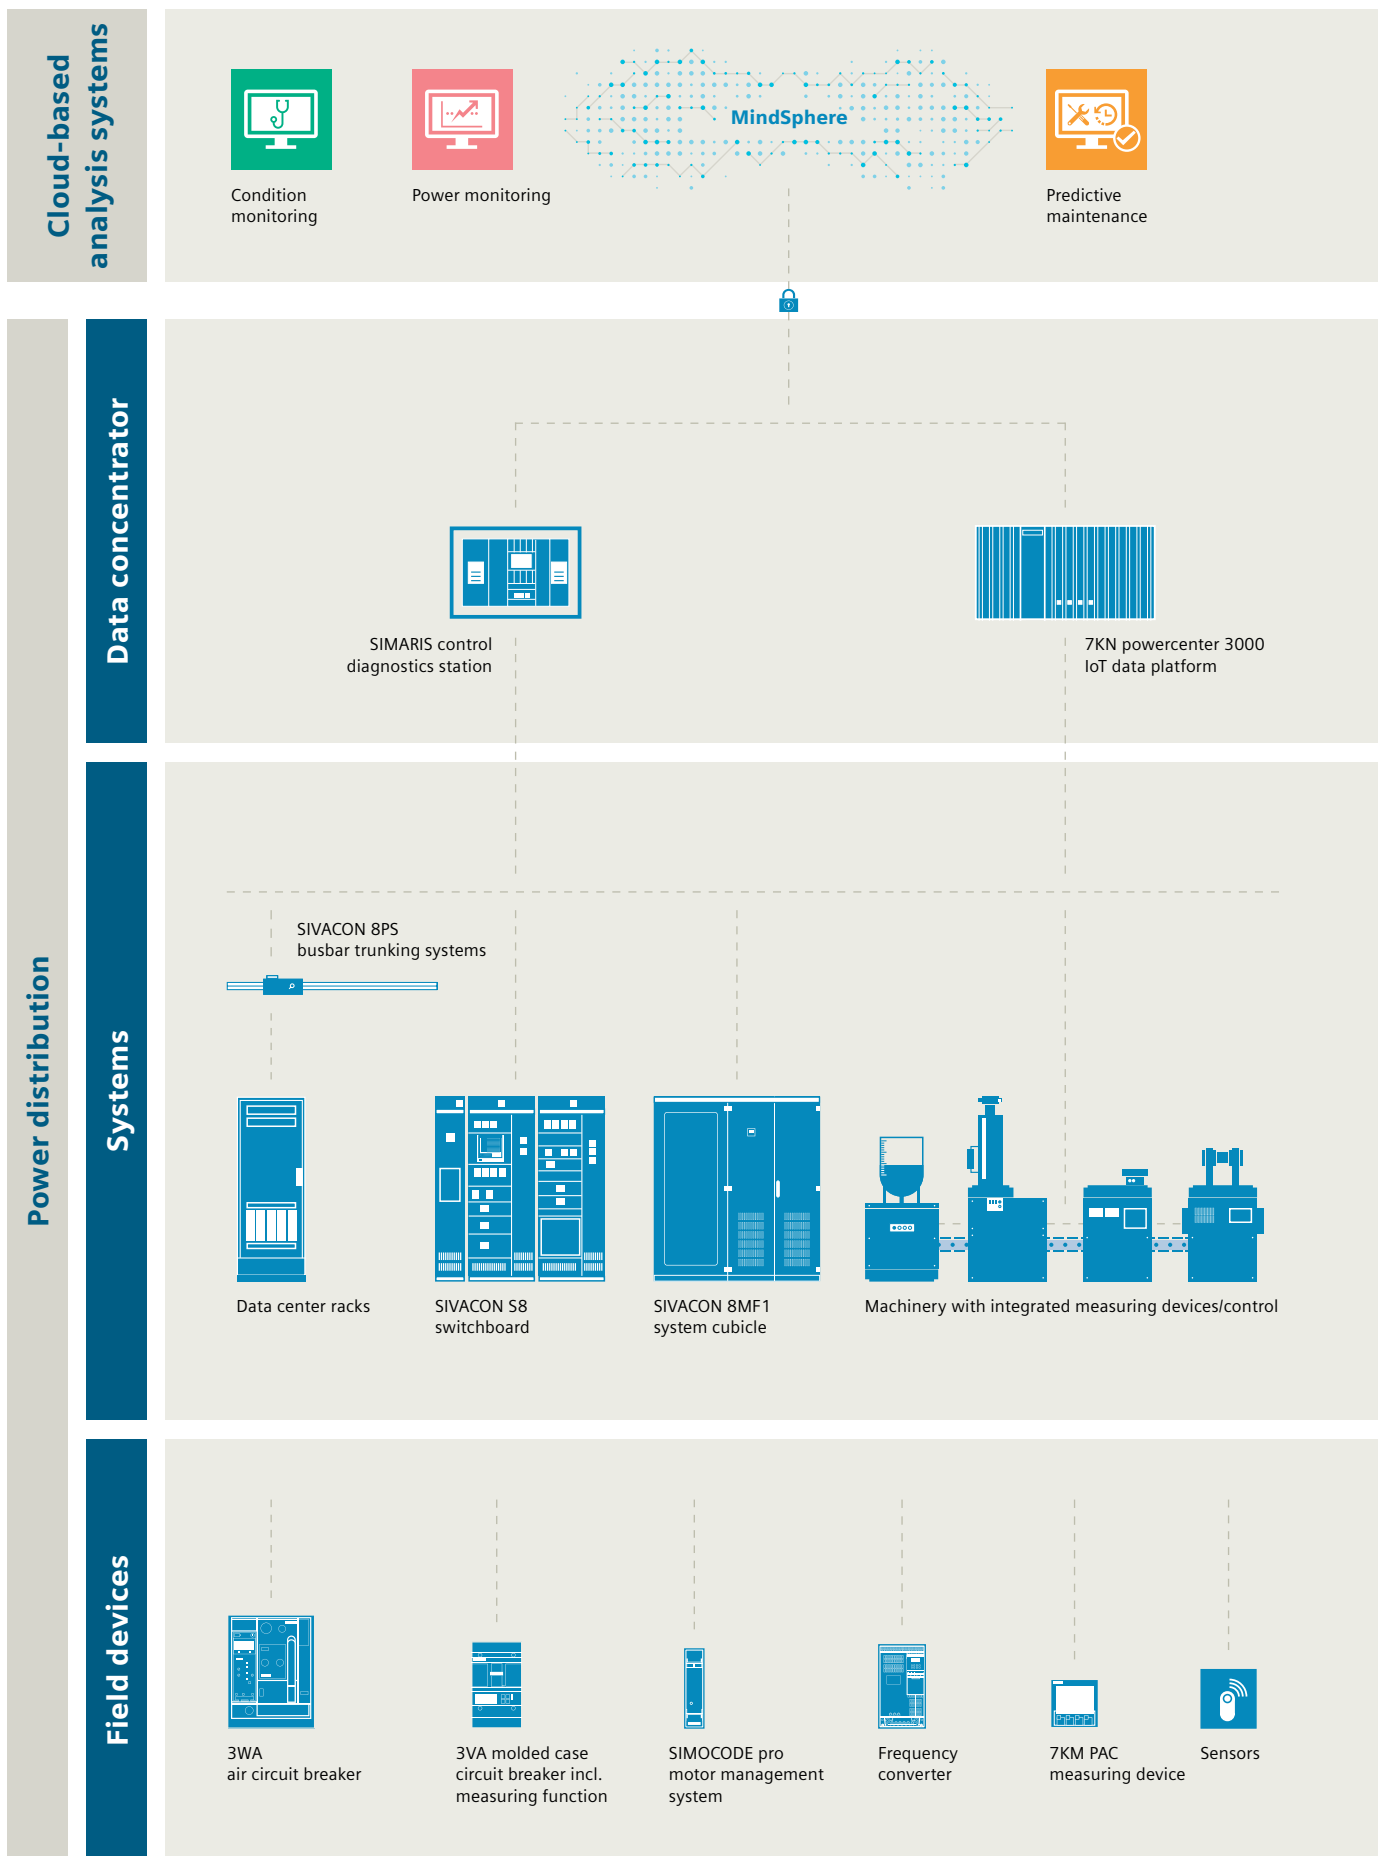 Cloud-based
analysis systems
Condition
monitoring
Power monitoring
MindSphere
Predictive
maintenance
Power distribution
Data concentrator
SIMARIS control
diagnostics station
7KN powercenter 3000
IoT data platform
Systems
SIVACON 8PS
busbar trunking systems
Data center racks
SIVACON S8
switchboard
SIVACON 8MF1
system cubicle
Machinery with integrated measuring devices/control
Field devices
3WA
air circuit breaker
3VA molded case
circuit breaker incl.
measuring function
SIMOCODE pro
motor management
system
Frequency
converter
7KM PAC
measuring device
Sensors